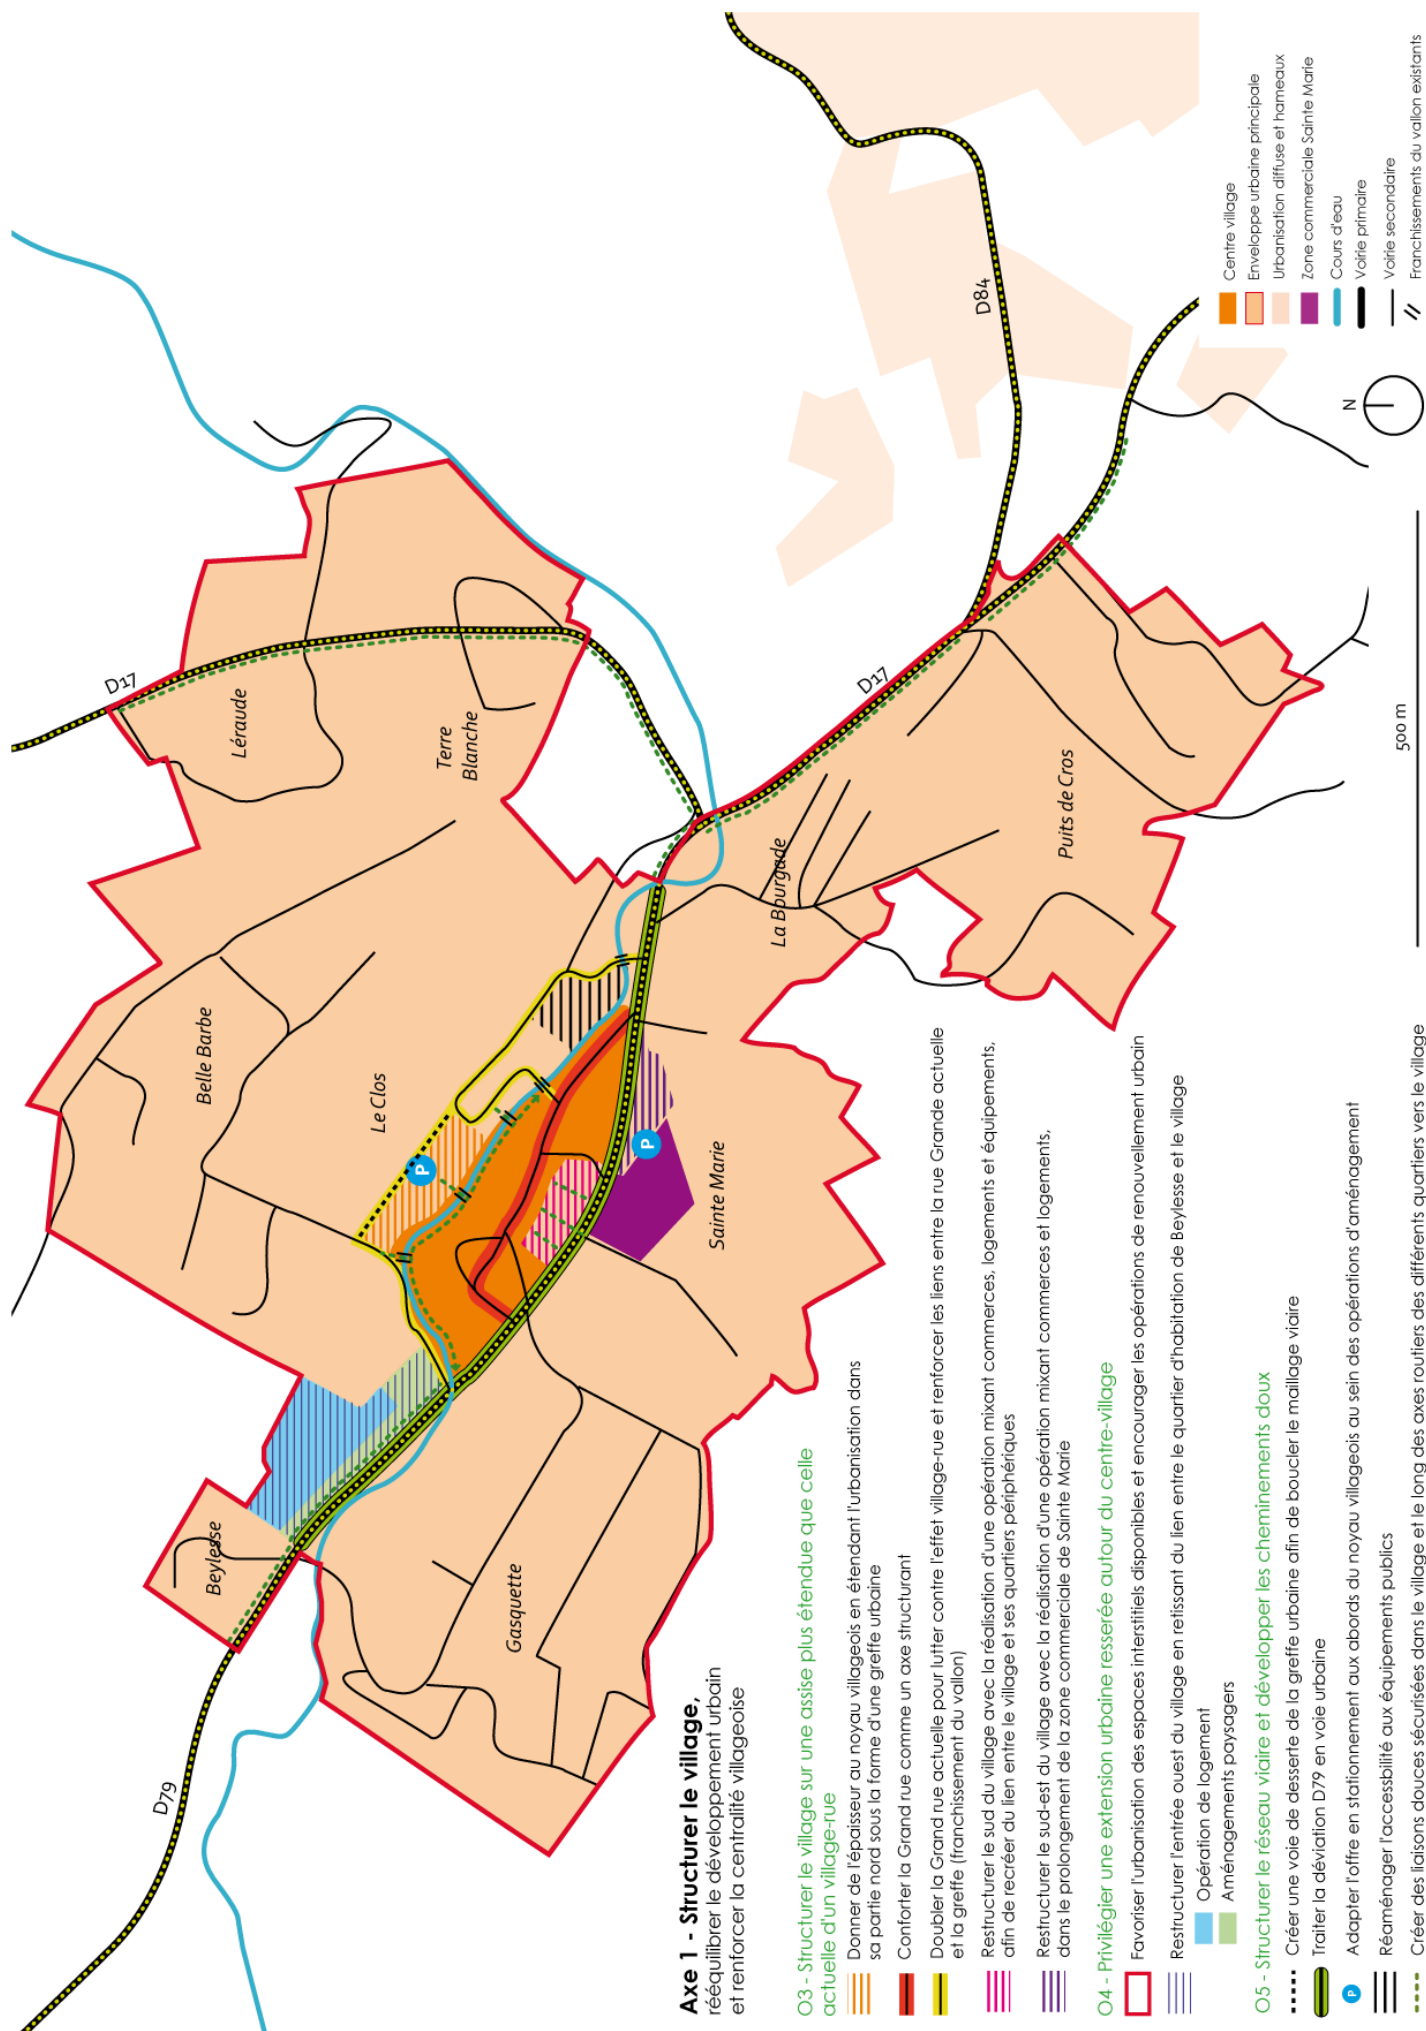 Axe 1 - Structurer le village,
rééquilibrer le développement urbain
et renforcer la centralité villageoise
O3 - Structurer le village sur une assise plus étendue que celle
actuelle d'un village-rue
Donner de l'épaisseur au noyau villageois en étendant l'urbanisation dans
sa partie nord sous la forme d'une greffe urbaine
Conforter la Grand rue comme un axe structurant
Doubler la Grand rue actuelle pour lutter contre l'effet village-rue et renforcer les liens entre la rue Grande actuelle
et la greffe (franchissement du vallon)
Restructurer le sud du village avec la réalisation d'une opération mixant commerces, logements et équipements,
afin de recréer du lien entre le village et ses quartiers périphériques
Restructurer le sud-est du village avec la réalisation d'une opération mixant commerces et logements,
dans le prolongement de la zone commerciale de Sainte Marie
O4 - Privilégier une extension urbaine resserée autour du centre-village
Favoriser l'urbanisation des espaces interstitiels disponibles et encourager les opérations de renouvellement urbain
Restructurer l'entrée ouest du village en retissant du lien entre le quartier d'habitation de Beylesse et le village
Opération de logement
Aménagements paysagers
O5 - Structurer le réseau viaire et développer les cheminements doux
Créer une voie de desserte de la greffe urbaine afin de boucler le maillage viaire
Traiter la déviation D79 en voie urbaine
P Adapter l'offre en stationnement aux abords du noyau villageois au sein des opérations d'aménagement
Réaménager l'accessbilité aux équipements publics
Créer des liaisons douces sécurisées dans le village et le long des axes routiers des différents quartiers vers le village
D79
Beylesse
Gasquette
Belle Barbe
Le Clos
P
P
Sainte Marie
Léraude
Terre
Blanche
D17
La Bourgade
Puits de Cros
D17
D84
500 m
N
Centre village
Enveloppe urbaine principale
Urbanisation diffuse et hameaux
Zone commerciale Sainte Marie
Cours d'eau
Voirie primaire
Voirie secondaire
Franchissements du vallon existants